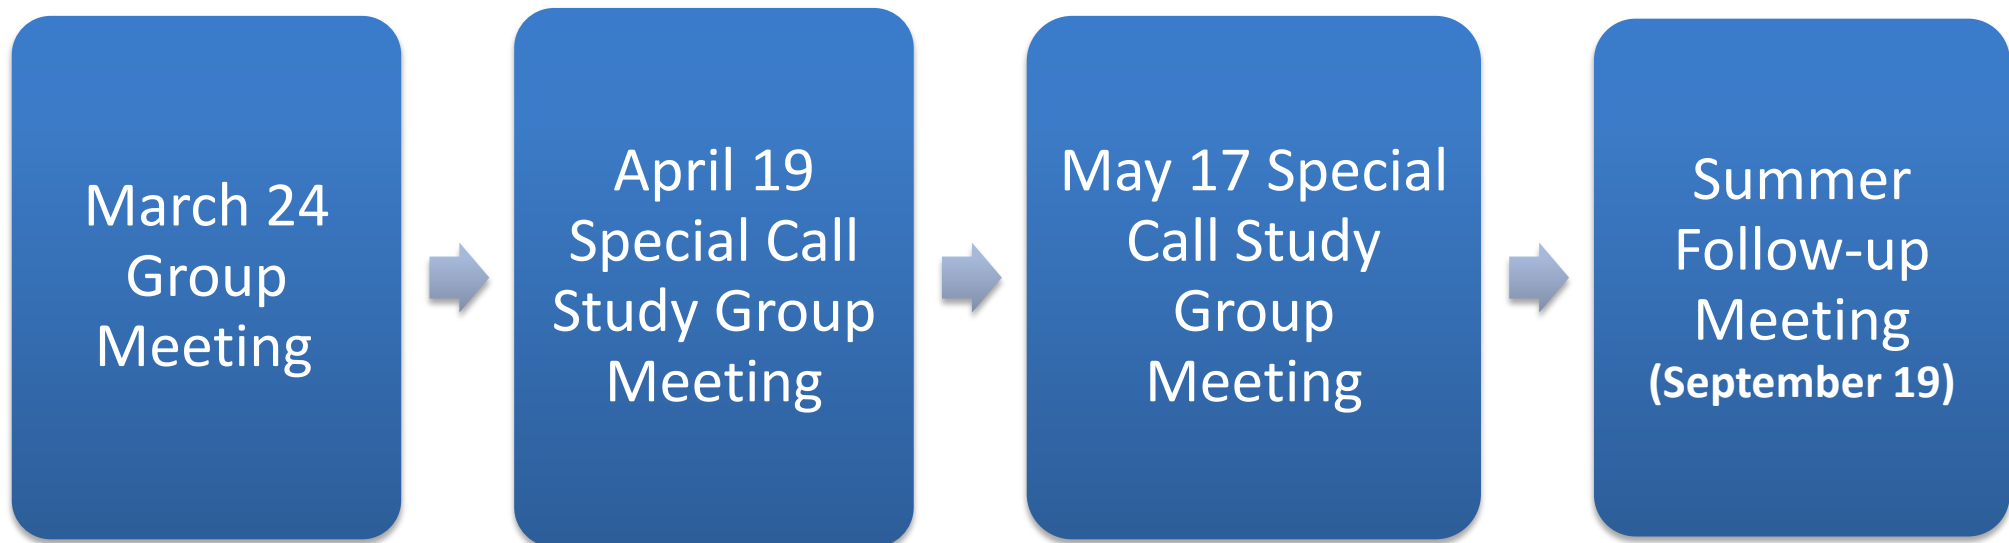 March 24
Group
Meeting
April 19
Special Call
Study Group
Meeting
May 17 Special
Call Study
Group
Meeting
Summer
Follow-up
Meeting
(September 19)